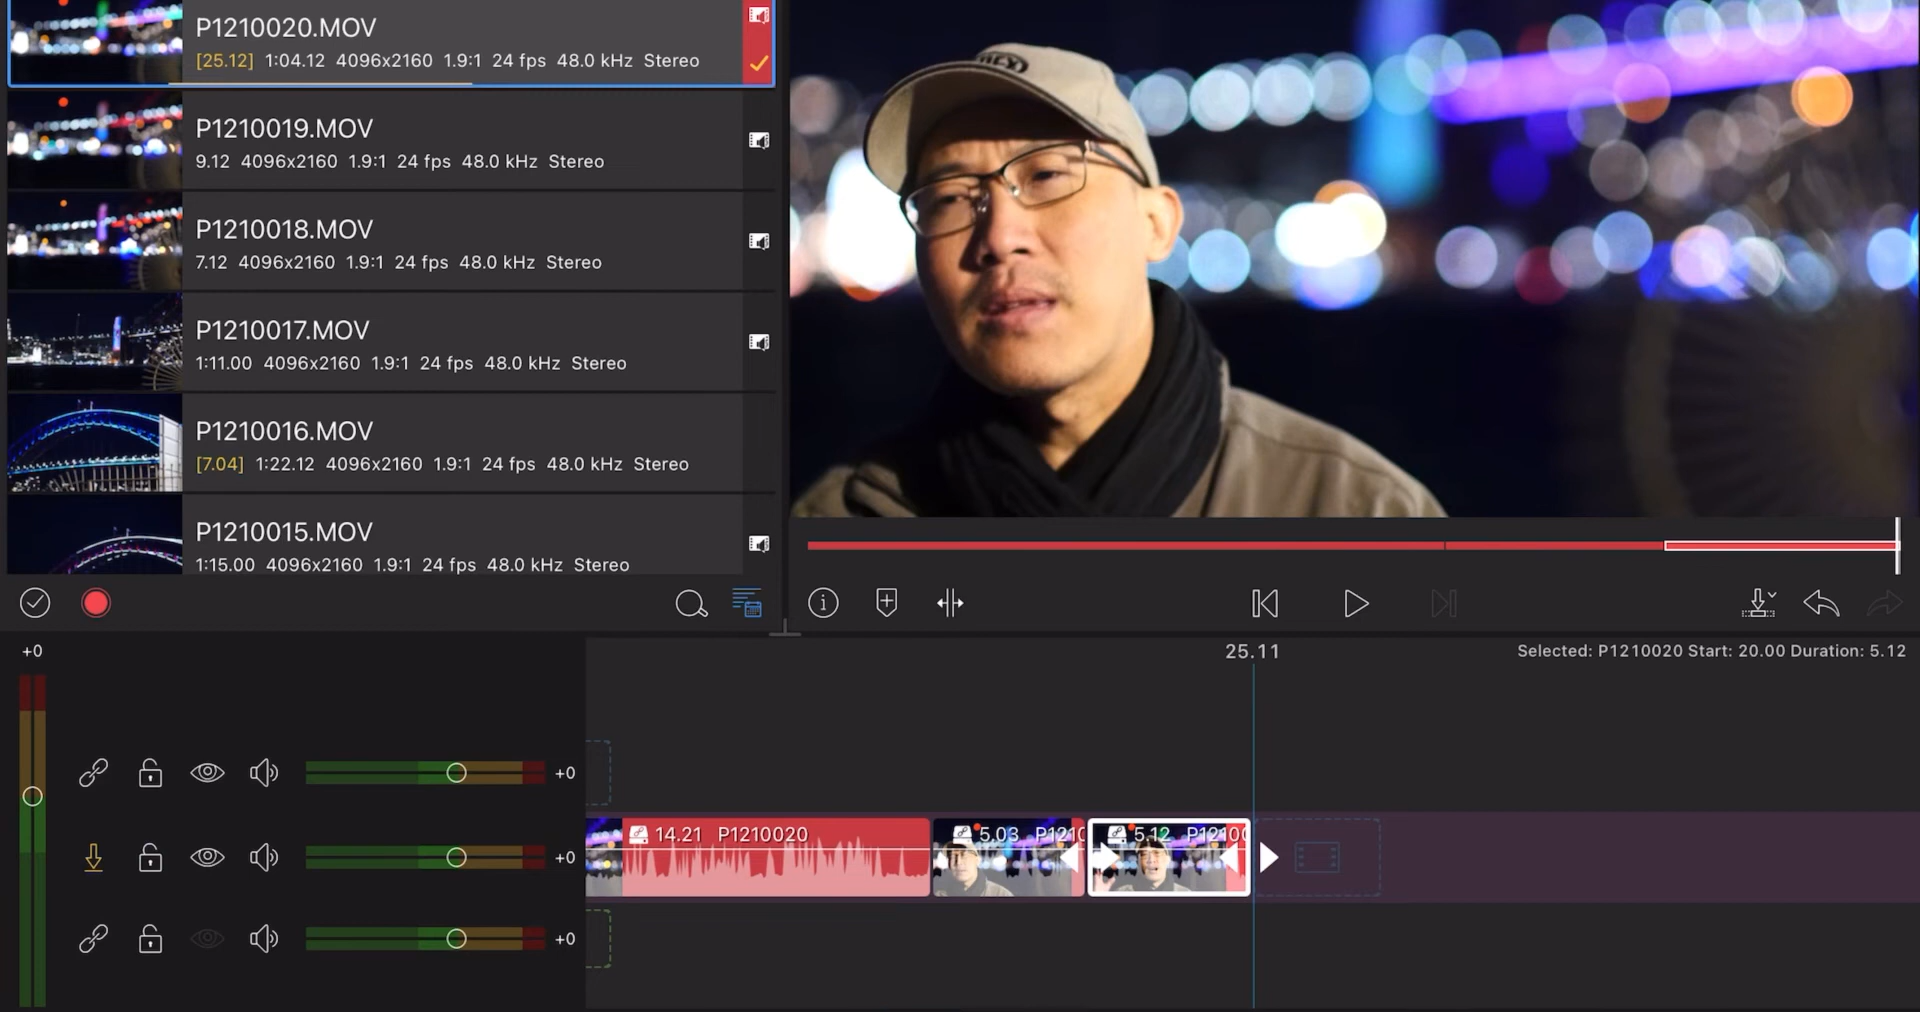 P1210020.MOV
[25.12] 1:04.12 4096x2160 1.9:1 24 fps 48.0 kHz Stereo
P1210019.MOV
9.12 4096x2160 1.9:1 24 fps 48.0 kHz Stereo
P1210018.MOV
7.12 4096x2160 1.9:1 24 fps 48.0 kHz Stereo
P1210017.MOV
1:11.00 4096x2160 1.9:1 24 fps 48.0 kHz Stereo
P1210016.MOV
[7.04] 1:22.12 4096x2160 1.9:1 24 fps 48.0 kHz Stereo
P1210015.MOV
1:15.00 4096x2160 1.9:1 24 fps 48.0 kHz Stereo
+0
25.11
Selected: P1210020 Start: 20.00 Duration: 5.12
+0
14.21 P1210020
5.03 P1210
5.12 P12100
+0
+0